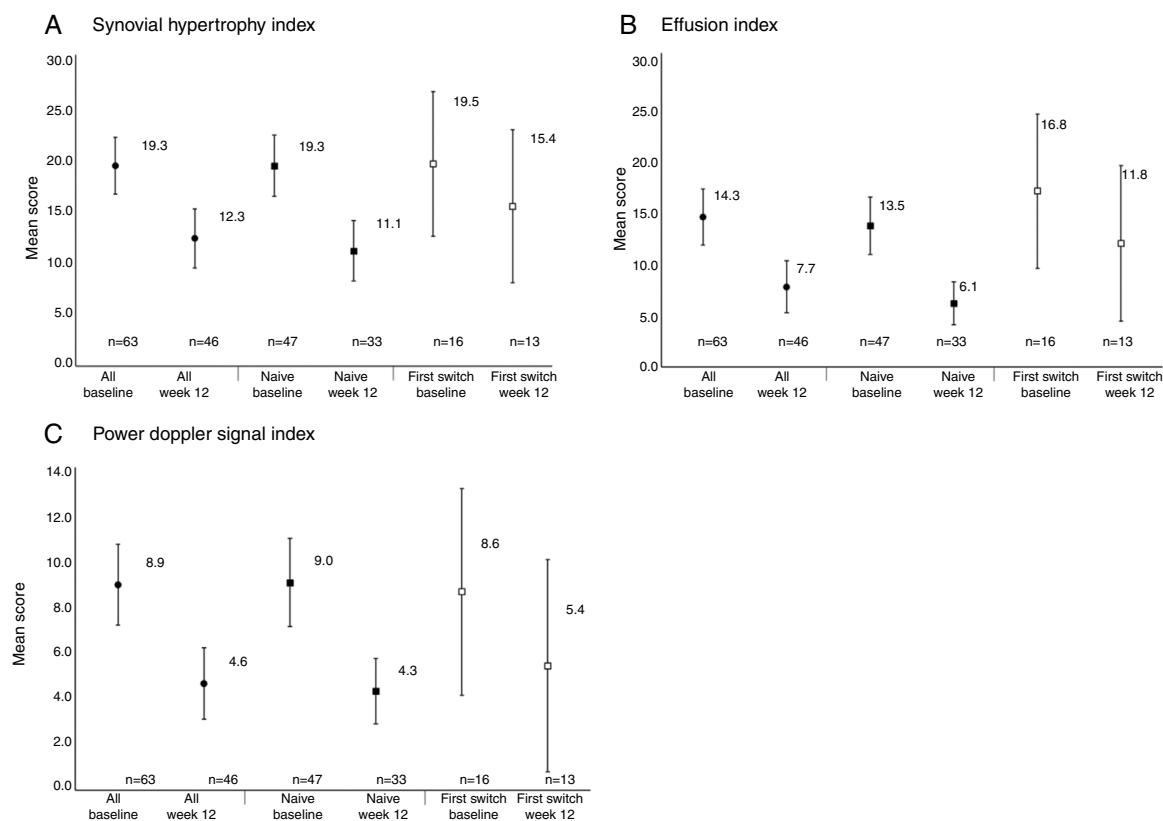 A Synovial hypertrophy index
Mean score
30.0
25.0
20.0
15.0
10.0
5.0
0.0
19.3
12.3
19.3
11.1
19.5
15.4
n=63
n=46
n=47
n=33
n=16
n=13
All baseline
All week 12
Naive baseline
Naive week 12
First switch baseline
First switch week 12
B Effusion index
Mean score
30.0
25.0
20.0
15.0
10.0
5.0
0.0
14.3
7.7
13.5
6.1
16.8
11.8
n=63
n=46
n=47
n=33
n=16
n=13
All baseline
All week 12
Naive baseline
Naive week 12
First switch baseline
First switch week 12
C Power doppler signal index
Mean score
14.0
12.0
10.0
8.0
6.0
4.0
2.0
0.0
8.9
4.6
9.0
4.3
8.6
5.4
n=63
n=46
n=47
n=33
n=16
n=13
All baseline
All week 12
Naive baseline
Naive week 12
First switch baseline
First switch week 12